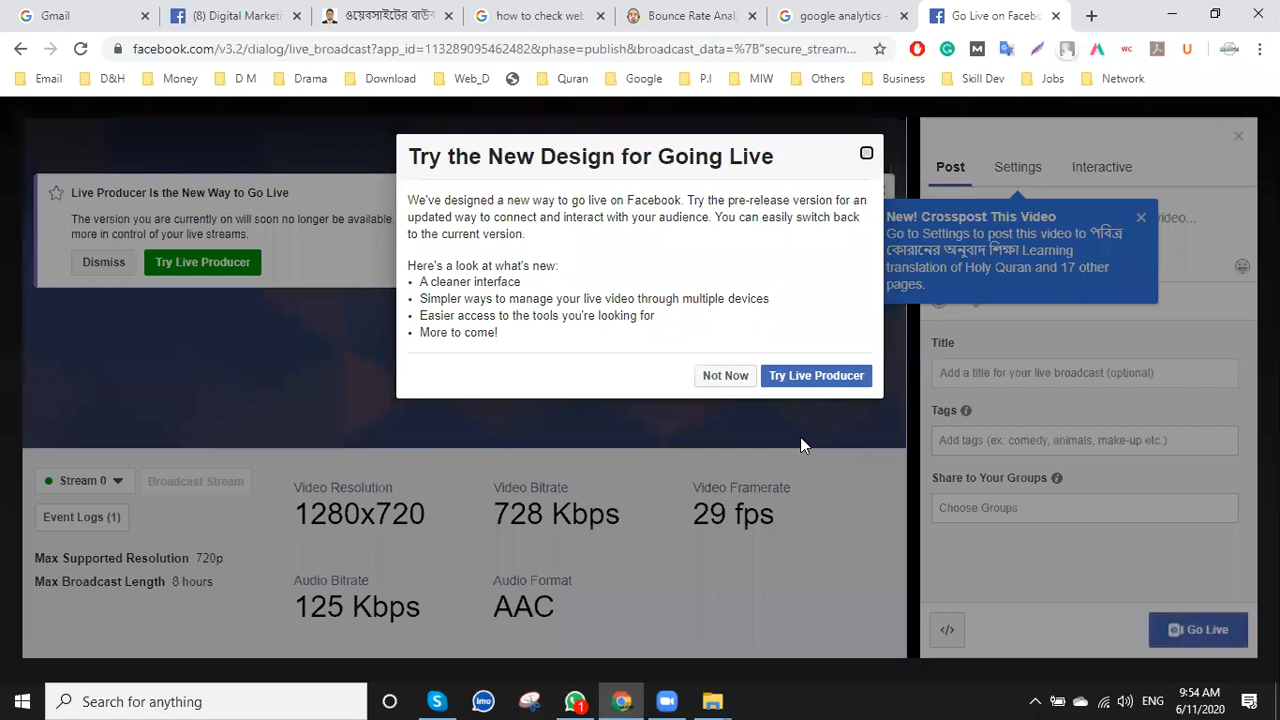 Gmail
(8) Digital Marketi
ওয়েবসাইটের বাউন
how to check web
Bounce Rate Anal
google analytics -
Go Live on Facebo
facebook.com/v3.2/dialog/live_broadcast?app_id=113289095462482&phase=publish&broadcast_data=%7B"secure_stream...
Email
D&H
Money
D M
Drama
Download
Web_D
Quran
Google
P.I
MIW
Others
Business
Skill Dev
Jobs
Network
Live Producer Is the New Way to Go Live
The version you are currently on will soon no longer be available.
more in control of your live streams.
Dismiss
Try Live Producer
Try the New Design for Going Live
We've designed a new way to go live on Facebook. Try the pre-release version for an
updated way to connect and interact with your audience. You can easily switch back
to the current version.
Here's a look at what's new:
• A cleaner interface
• Simpler ways to manage your live video through multiple devices
• Easier access to the tools you're looking for
• More to come!
Not Now
Try Live Producer
Post
Settings
Interactive
video...
New! Crosspost This Video
Go to Settings to post this video to পবিত্র
কোরানের অনুবাদ শিক্ষা Learning
translation of Holy Quran and 17 other
pages.
Title
Add a title for your live broadcast (optional)
Tags
Add tags (ex: comedy, animals, make-up etc.)
Share to Your Groups
Choose Groups
</>
Go Live
Stream 0
Broadcast Stream
Event Logs (1)
Max Supported Resolution 720p
Max Broadcast Length 8 hours
Video Resolution
1280x720
Video Bitrate
728 Kbps
Video Framerate
29 fps
Audio Bitrate
125 Kbps
Audio Format
AAC
Search for anything
imo
1
ENG
9:54 AM
6/11/2020